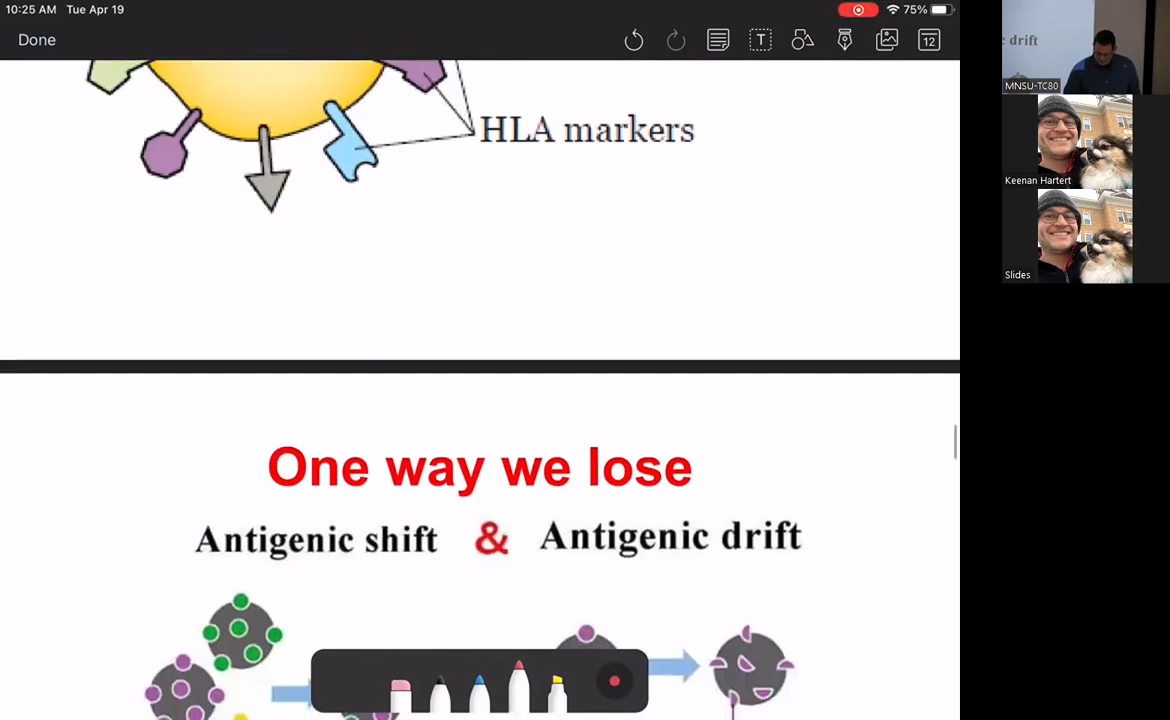 10:25 AM Tue Apr 19
75%
Done
T
12
HLA markers
One way we lose
Antigenic shift & Antigenic drift
c drift
MNSU-TC80
Keenan Hartert
Slides